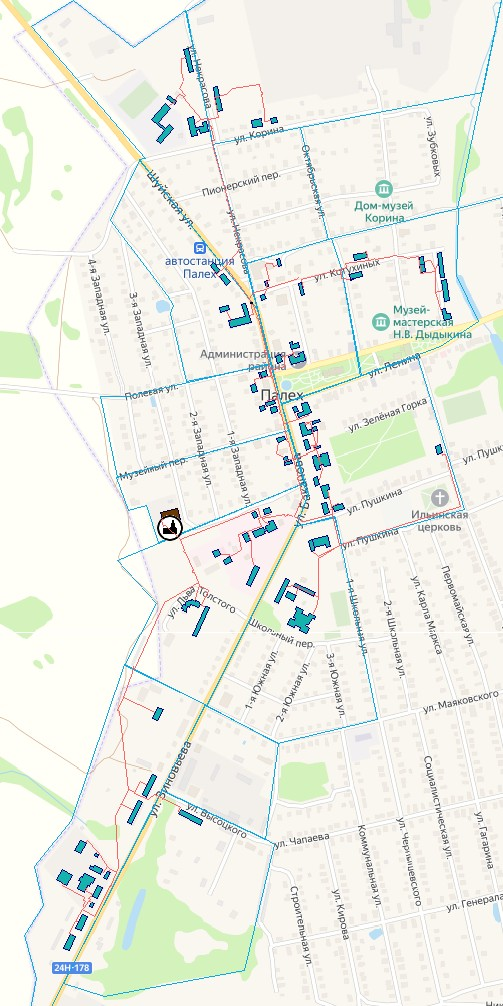 ул. Некрасова
ул. Корина
ул. Зубковых
Октябрьская ул.
Пионерский пер.
Шуйская ул.
Дом-музей
Корина
ул. Некрасова
автостанция
Палех
4-я Западная ул.
3-я Западная ул.
ул. Котухиных
Музей-
мастерская
Н.В. Дыдыкина
Администрация
района
ул. Ленина
Полевая ул.
Палех
2-я Западная ул.
1-я Западная ул.
ул. Зелёная Горка
Музейный пер.
ул. Пушк
ул. Пушкина
Ильинская
церковь
ул. Пушкина
ул. Льва
Толстого
Школьный пер.
1-я Школьная ул.
2-я Школьная ул.
ул. Карла Маркса
Первомайская ул.
1-я Южная ул.
2-я Южная ул.
3-я Южная ул.
ул. Маяковского
ул. Зиновьева
ул. Высоцкого
ул. Чапаева
Социалистическая ул.
ул. Гагарина
Коммунальная ул.
ул. Чернышевского
Строительная ул.
ул. Кирова
ул. Генерала
24Н-178